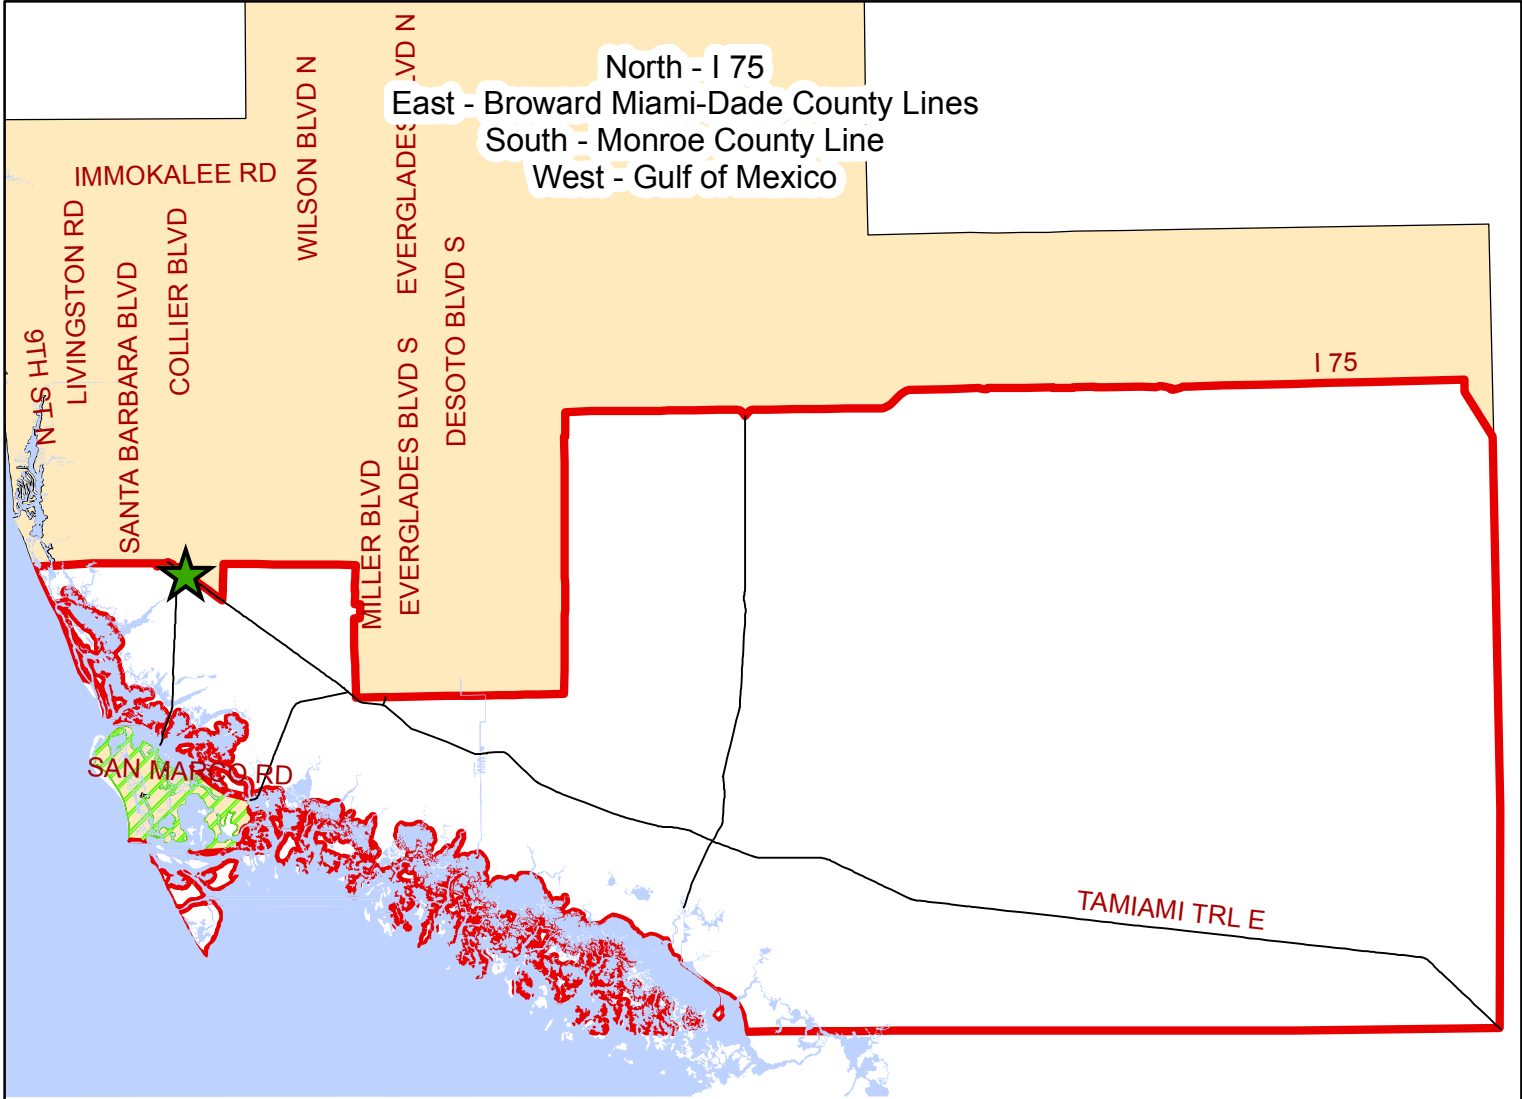 North - I 75
East - Broward Miami-Dade County Lines
South - Monroe County Line
West - Gulf of Mexico
IMMOKALEE RD
WILSON BLVD N
EVERGLADES BLVD N
LIVINGSTON RD
SANTA BARBARA BLVD
COLLIER BLVD
9TH ST N
DESOTO BLVD S
EVERGLADES BLVD S
MILLER BLVD
I 75
SAN MARCO RD
TAMIAMI TRL E